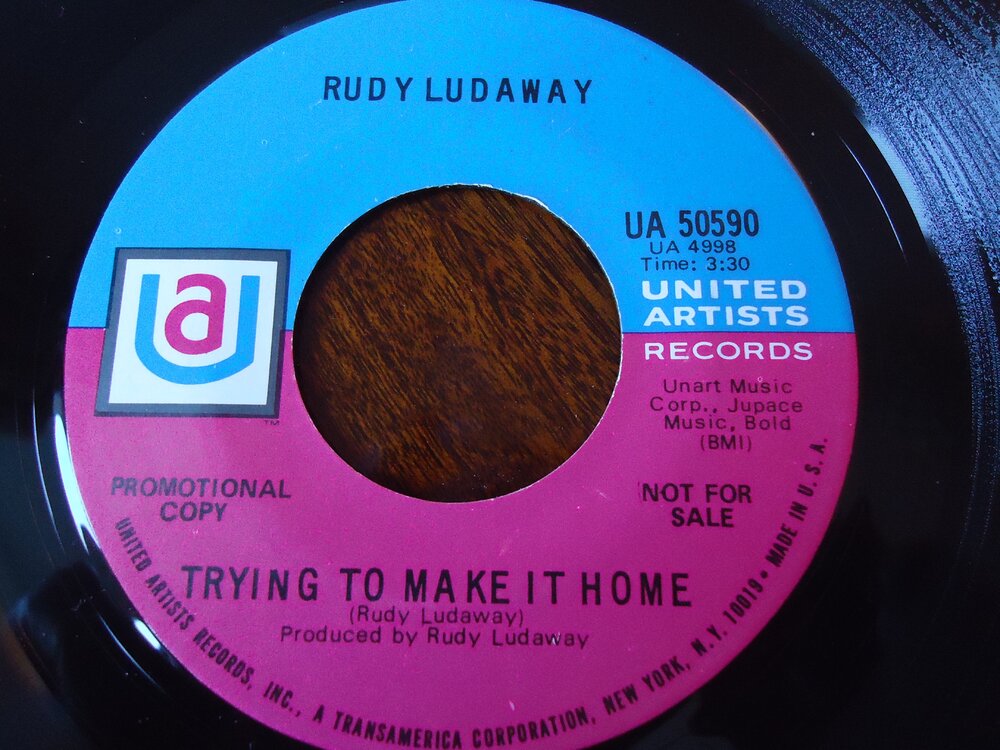 RUDY LUDAWAY
UA 50590
UA 4998
Time: 3:30
UNITED
ARTISTS
RECORDS
ua
TM
Unart Music
Corp., Jupace
Music, Bold
(BMI)
PROMOTIONAL
COPY
NOT FOR
SALE
TRYING TO MAKE IT HOME
(Rudy Ludaway)
Produced by Rudy Ludaway
UNITED ARTISTS RECORDS, INC., A TRANSAMERICA CORPORATION, NEW YORK, N.Y. 10019 • MADE IN U.S.A.